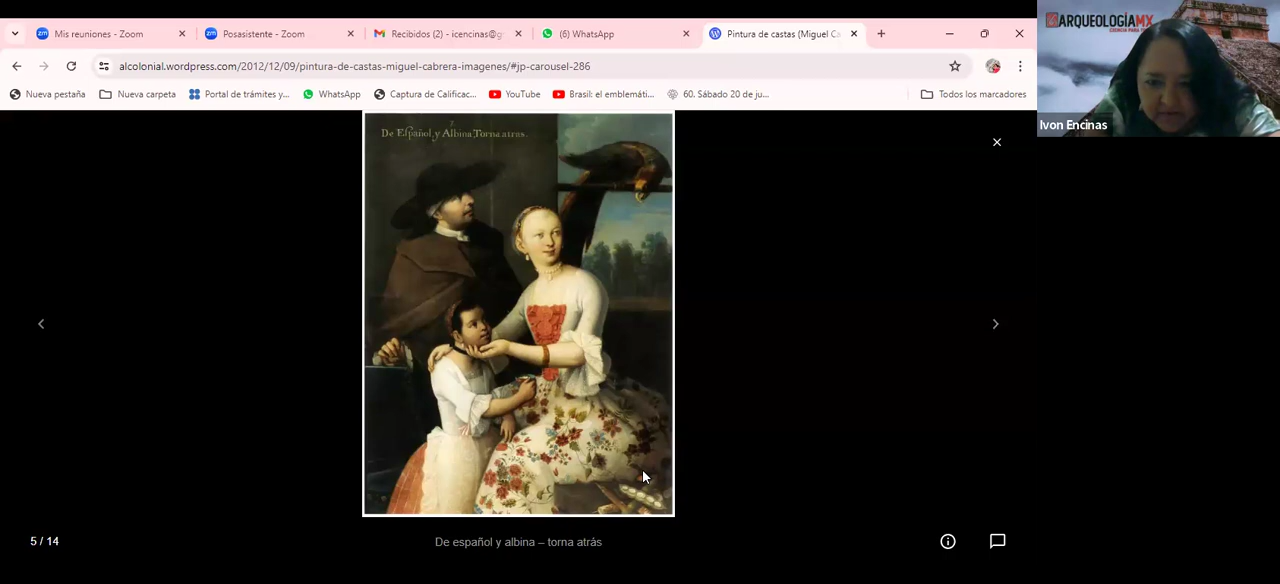 Mis reuniones - Zoom
Posasistente - Zoom
Recibidos (2) - icencinas@g
(6) WhatsApp
Pintura de castas (Miguel Ca
alcolonial.wordpress.com/2012/12/09/pintura-de-castas-miguel-cabrera-imagenes/#jp-carousel-286
Nueva pestaña
Nueva carpeta
Portal de trámites y...
WhatsApp
Captura de Calificac...
YouTube
Brasil: el emblemáti...
60. Sábado 20 de ju...
Todos los marcadores
ARQUEOLOGÍAMX
Ivon Encinas
De Español, y Albina Torna atrás.
5 / 14
De español y albina – torna atrás